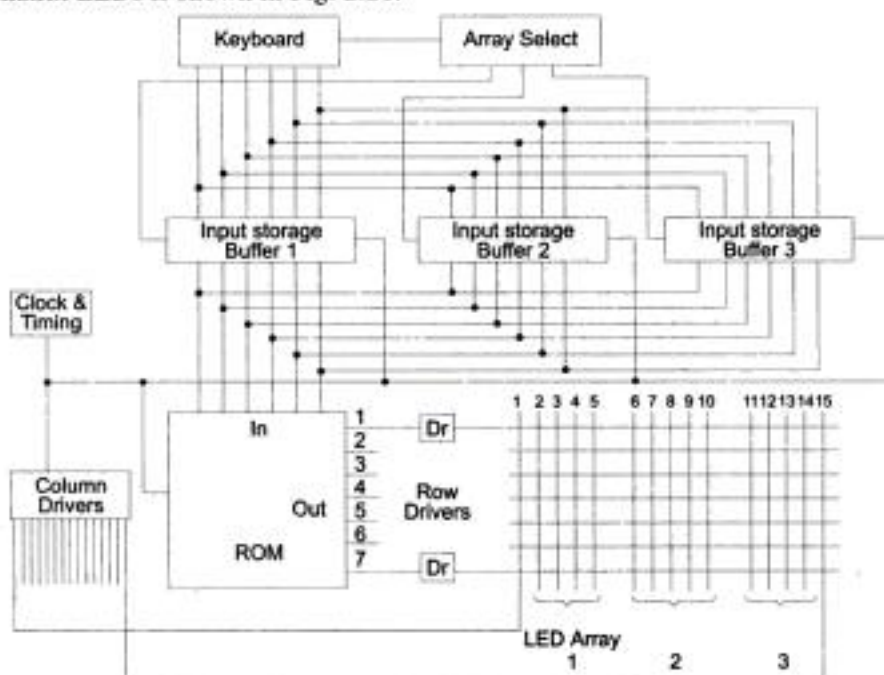 Keyboard
Array Select
Input storage
Buffer 1
Input storage
Buffer 2
Input storage
Buffer 3
Clock &
Timing
1 2 3 4 5 6 7 8 9 10 11 12 13 14 15
In
1
Dr
2
3
Column
Drivers
4
Row
Drivers
Out
5
6
ROM
7
Dr
LED Array
1
2
3